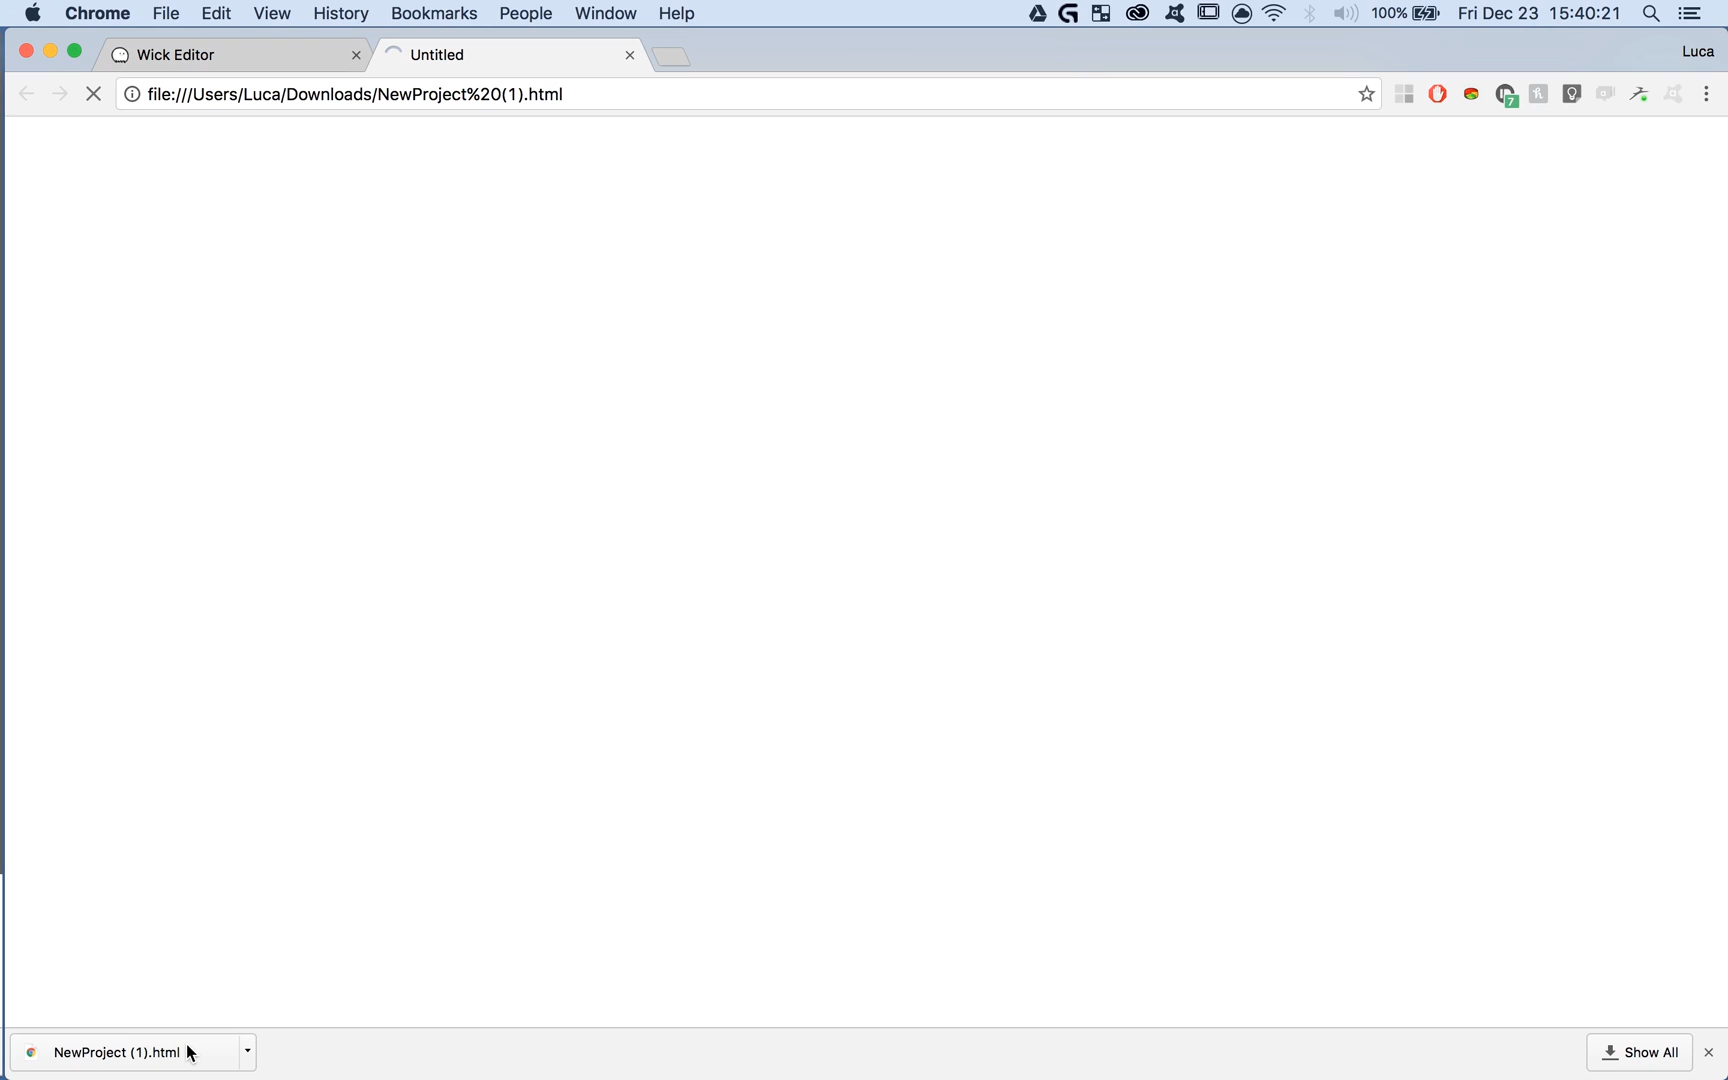 Chrome File Edit View History Bookmarks People Window Help 100% Fri Dec 23 15:40:21
Wick Editor Untitled Luca
file:///Users/Luca/Downloads/NewProject%20(1).html 7
NewProject (1).html Show All